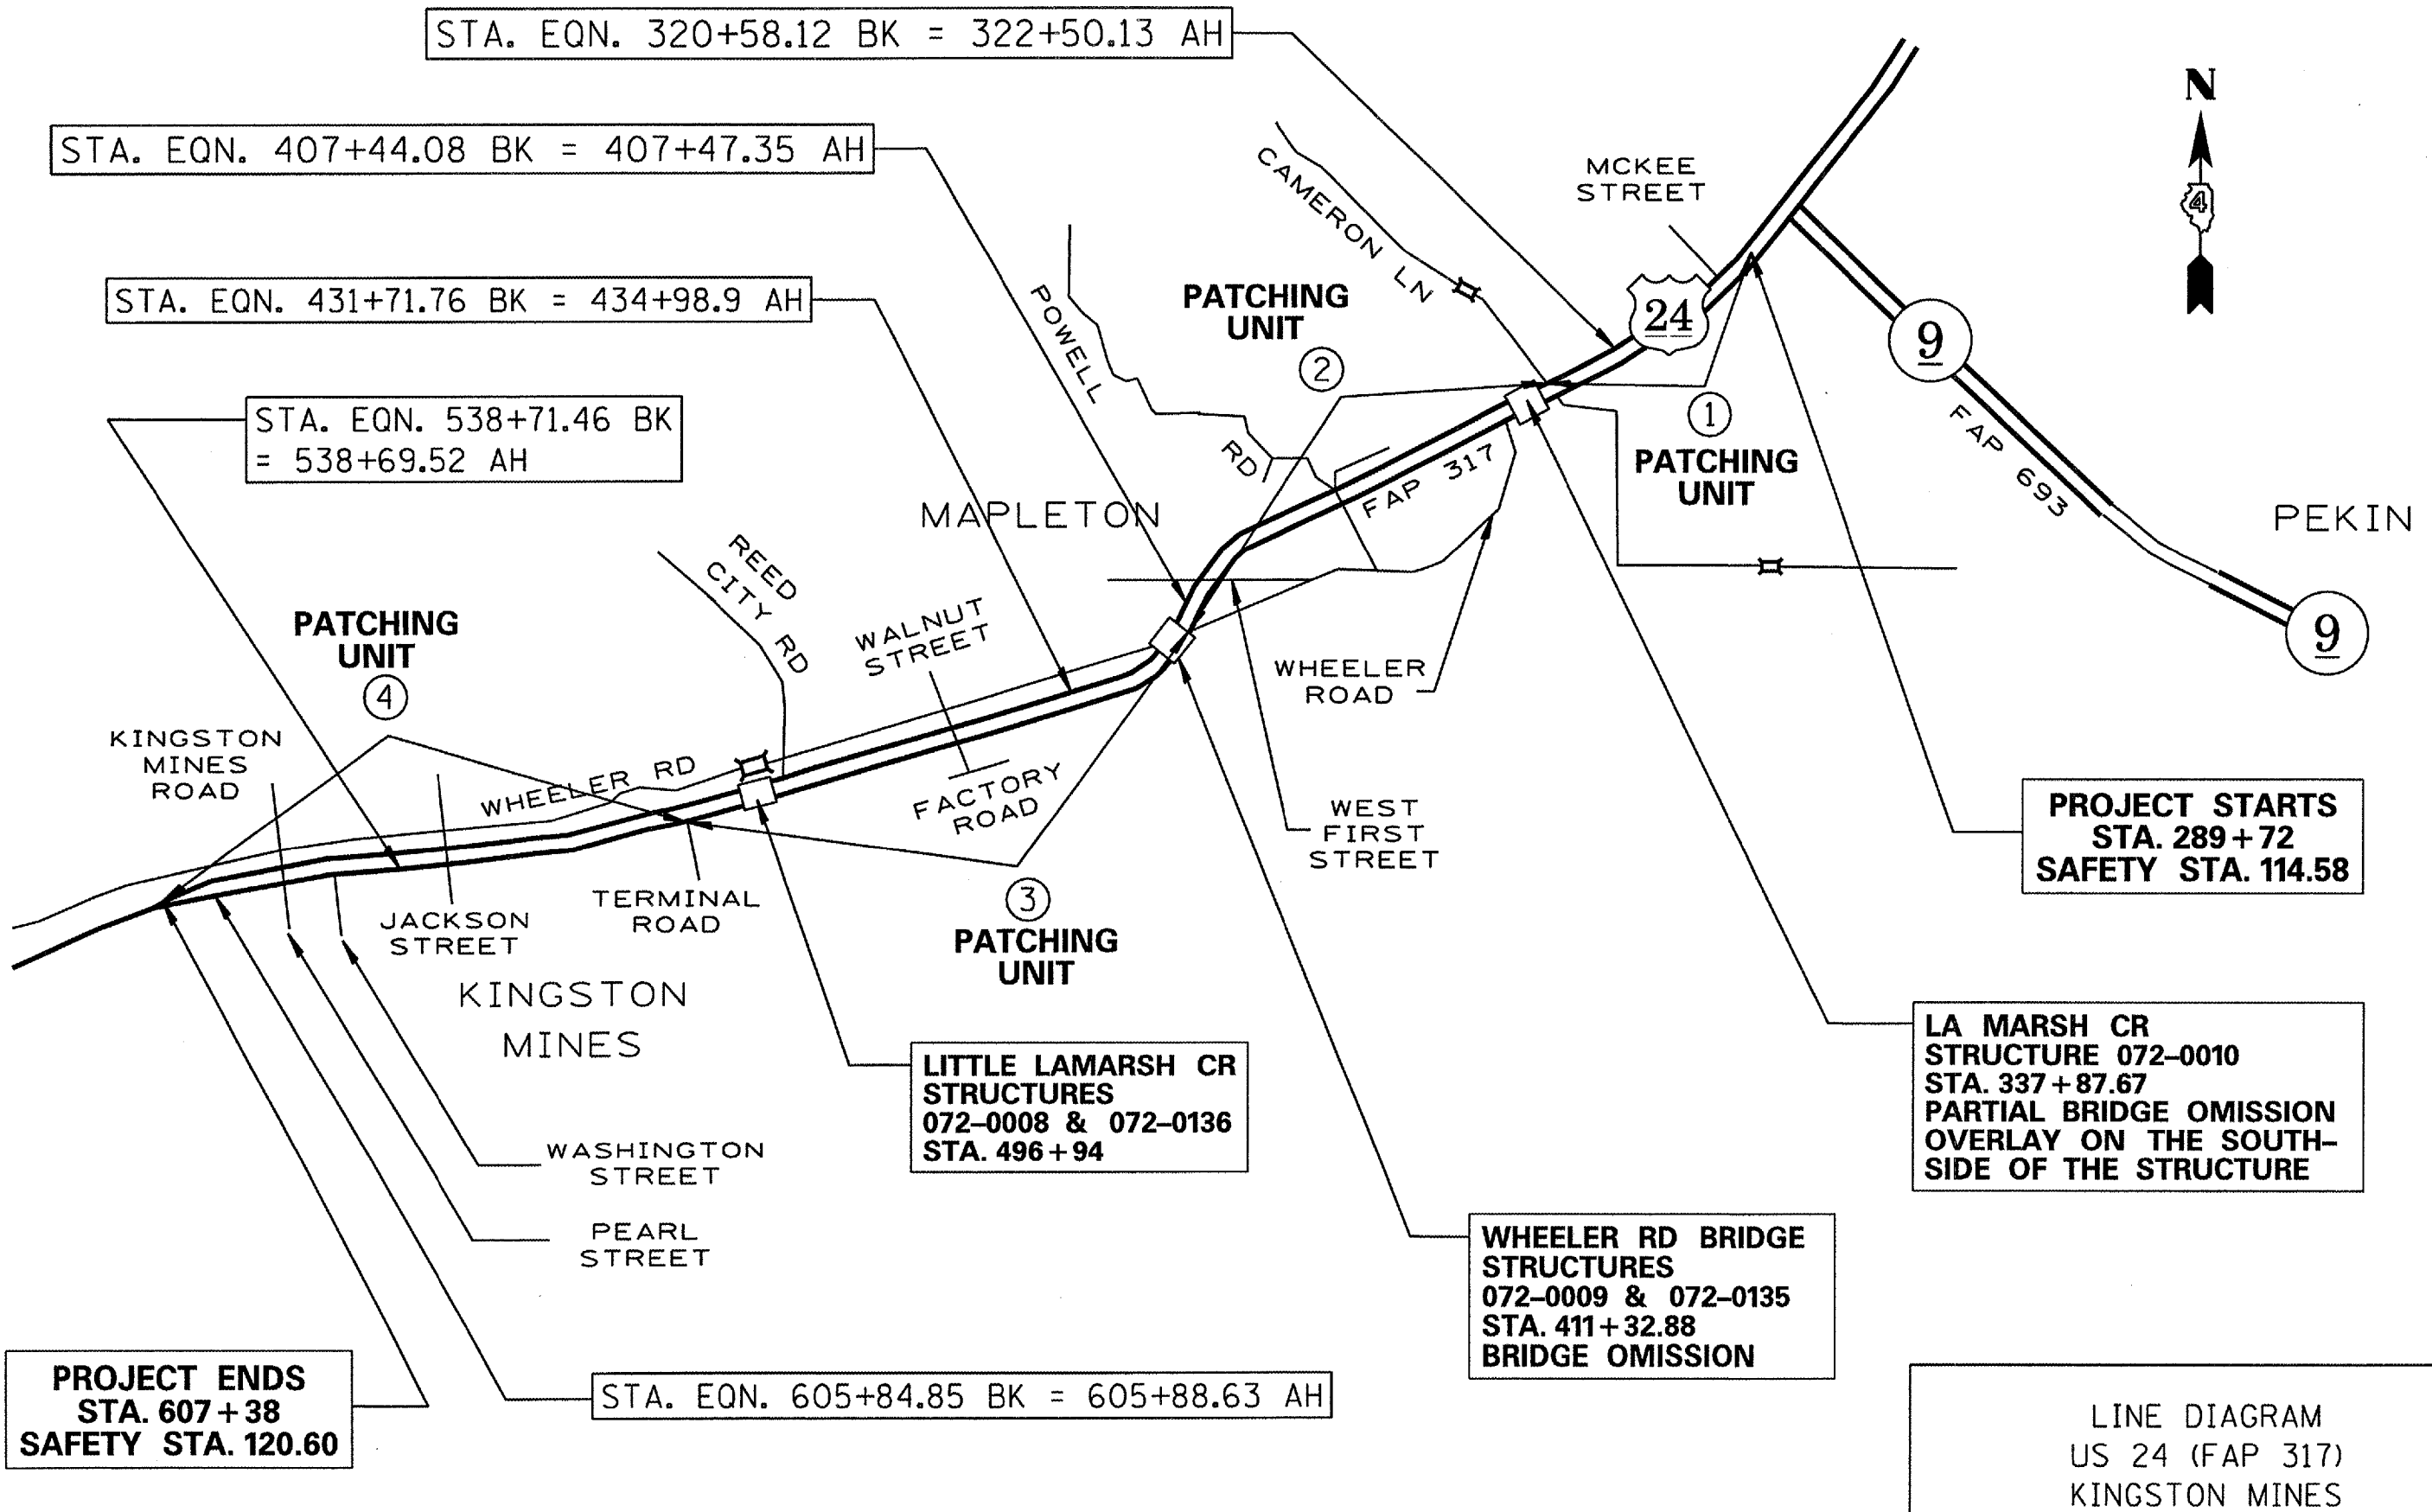 STA. EQN. 320+58.12 BK = 322+50.13 AH
STA. EQN. 407+44.08 BK = 407+47.35 AH
STA. EQN. 431+71.76 BK = 434+98.9 AH
STA. EQN. 538+71.46 BK
= 538+69.52 AH
N
4
CAMERON LN
MCKEE
STREET
POWELL
RD
PATCHING
UNIT
2
24
9
1
PATCHING
UNIT
FAP 317
FAP 693
PEKIN
9
MAPLETON
REED
CITY RD
WALNUT
STREET
WHEELER
ROAD
PATCHING
UNIT
4
KINGSTON
MINES
ROAD
WHEELER RD
FACTORY
ROAD
WEST
FIRST
STREET
PROJECT STARTS
STA. 289+72
SAFETY STA. 114.58
JACKSON
STREET
TERMINAL
ROAD
3
PATCHING
UNIT
KINGSTON
MINES
LITTLE LAMARSH CR
STRUCTURES
072-0008 & 072-0136
STA. 496+94
LA MARSH CR
STRUCTURE 072-0010
STA. 337+87.67
PARTIAL BRIDGE OMISSION
OVERLAY ON THE SOUTH-
SIDE OF THE STRUCTURE
WASHINGTON
STREET
PEARL
STREET
WHEELER RD BRIDGE
STRUCTURES
072-0009 & 072-0135
STA. 411+32.88
BRIDGE OMISSION
PROJECT ENDS
STA. 607+38
SAFETY STA. 120.60
STA. EQN. 605+84.85 BK = 605+88.63 AH
LINE DIAGRAM
US 24 (FAP 317)
KINGSTON MINES